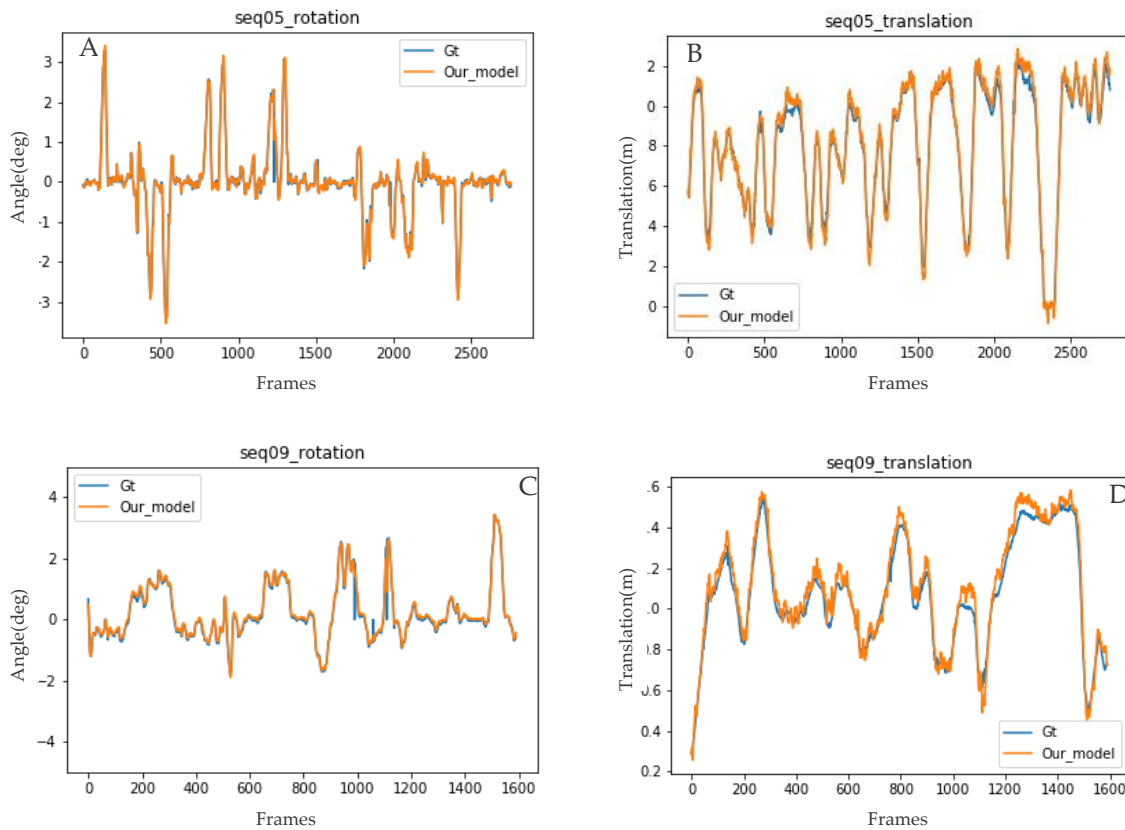 seq05_rotation
A
Gt
Our_model
3
2
1
0
-1
-2
-3
Angle(deg)
0 500 1000 1500 2000 2500
Frames
seq05_translation
B
2
0
8
6
4
2
0
Translation(m)
Gt
Our_model
0 500 1000 1500 2000 2500
Frames
seq09_rotation
C
Gt
Our_model
4
2
0
−2
−4
Angle(deg)
0 200 400 600 800 1000 1200 1400 1600
Frames
seq09_translation
D
.6
.4
.2
.0
.8
.6
0.4
0.2
Translation(m)
Gt
Our_model
0 200 400 600 800 1000 1200 1400 1600
Frames